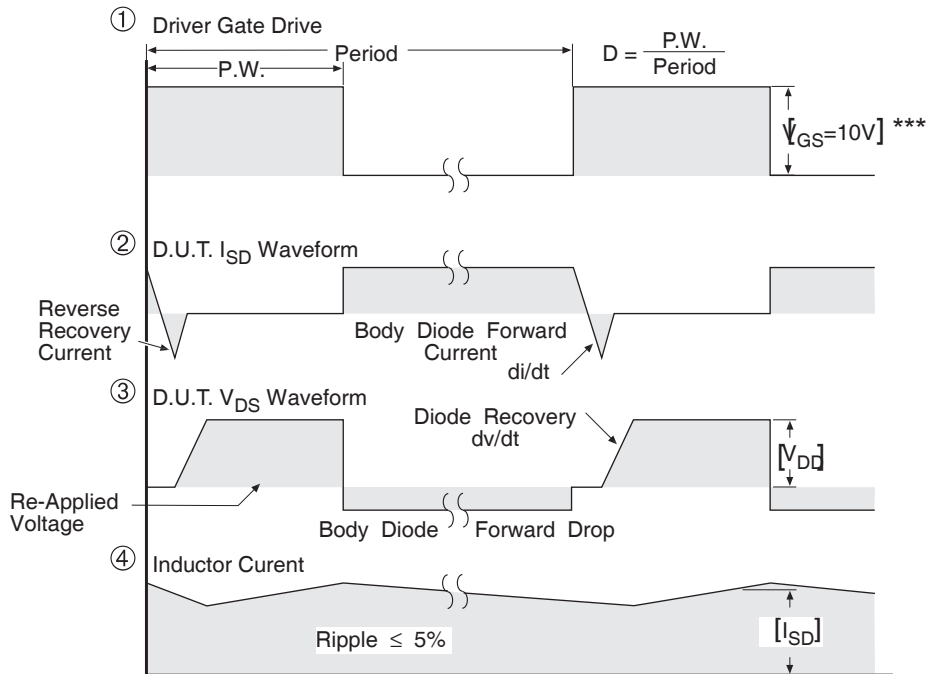 ① Driver Gate Drive
Period
P.W.
D = P.W.
Period
[VGS=10V] ***
② D.U.T. ISD Waveform
Reverse
Recovery
Current
Body Diode Forward
Current
di/dt
③ D.U.T. VDS Waveform
Diode Recovery
dv/dt
[VDD]
Re-Applied
Voltage
Body Diode Forward Drop
④ Inductor Curent
Ripple ≤ 5%
[ISD]